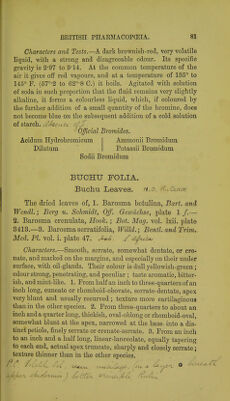 BRITISH PHARMACOPŒIA. 81
Characters and Tests.—A dark brownish-red, very volatile
liquid, with a strong and disagreeable odour. Its specific
gravity is 2·97 to 3·14. At the common temperature of the
air it gives off red vapours, and at a temperature of 135° to
145° F. (57°·2 to 62°·8 C.) it boils. Agitated with solution
of soda in such proportion that the fluid remains very slightly
alkaline, it forms a colourless liquid, which, if coloured by
the further addition of a small quantity of the bromine, does
not become blue on the subsequent addition of a cold solution
of starch.
Official Bromides.
Acidum Hydrobromicum | Ammonii Bromidum
Dilutum | Potassii Bromidum
Sodii Bromidum
BUCHU FOLIA.
Buchu Leaves. N.O.
The dried leaves of, 1. Barosma betulina, Bart. and
Wendl.; Berg u. Schmidt, Off. Gewächse, plate 1 f.—
2. Barosma crenulata, Hook.; Bot. Mag. vol. lxii. plate
3413.—3. Barosma serratifolia, Willd.; Bentl. and Trim.
Med. Pl. vol. i. plate 47.
Characters.—Smooth, serrate, somewhat dentate, or cre-
nate, and marked on the margins, and especially on their under
surface, with oil-glands. Their colour is dull yellowish-green;
odour strong, penetrating, and peculiar; taste aromatic, bitter-
ish, and mint-like. 1. From half an inch to three-quarters of an
inch long, cuneate or rhomboid-obovate, serrate-dentate, apex
very blunt and usually recurved; texture more cartilaginous
than in the other species. 2. From three-quarters to about an
inch and a quarter long, thickish, oval-oblong or rhomboid-oval,
somewhat blunt at the apex, narrowed at the base into a dis-
tinct petiole, finely serrate or crenate-serrate. 3. From an inch
to an inch and a half long, linear-lanceolate, equally tapering
to each end, actual apex truncate, sharply and closely serrate;
texture thinner than in the other species.